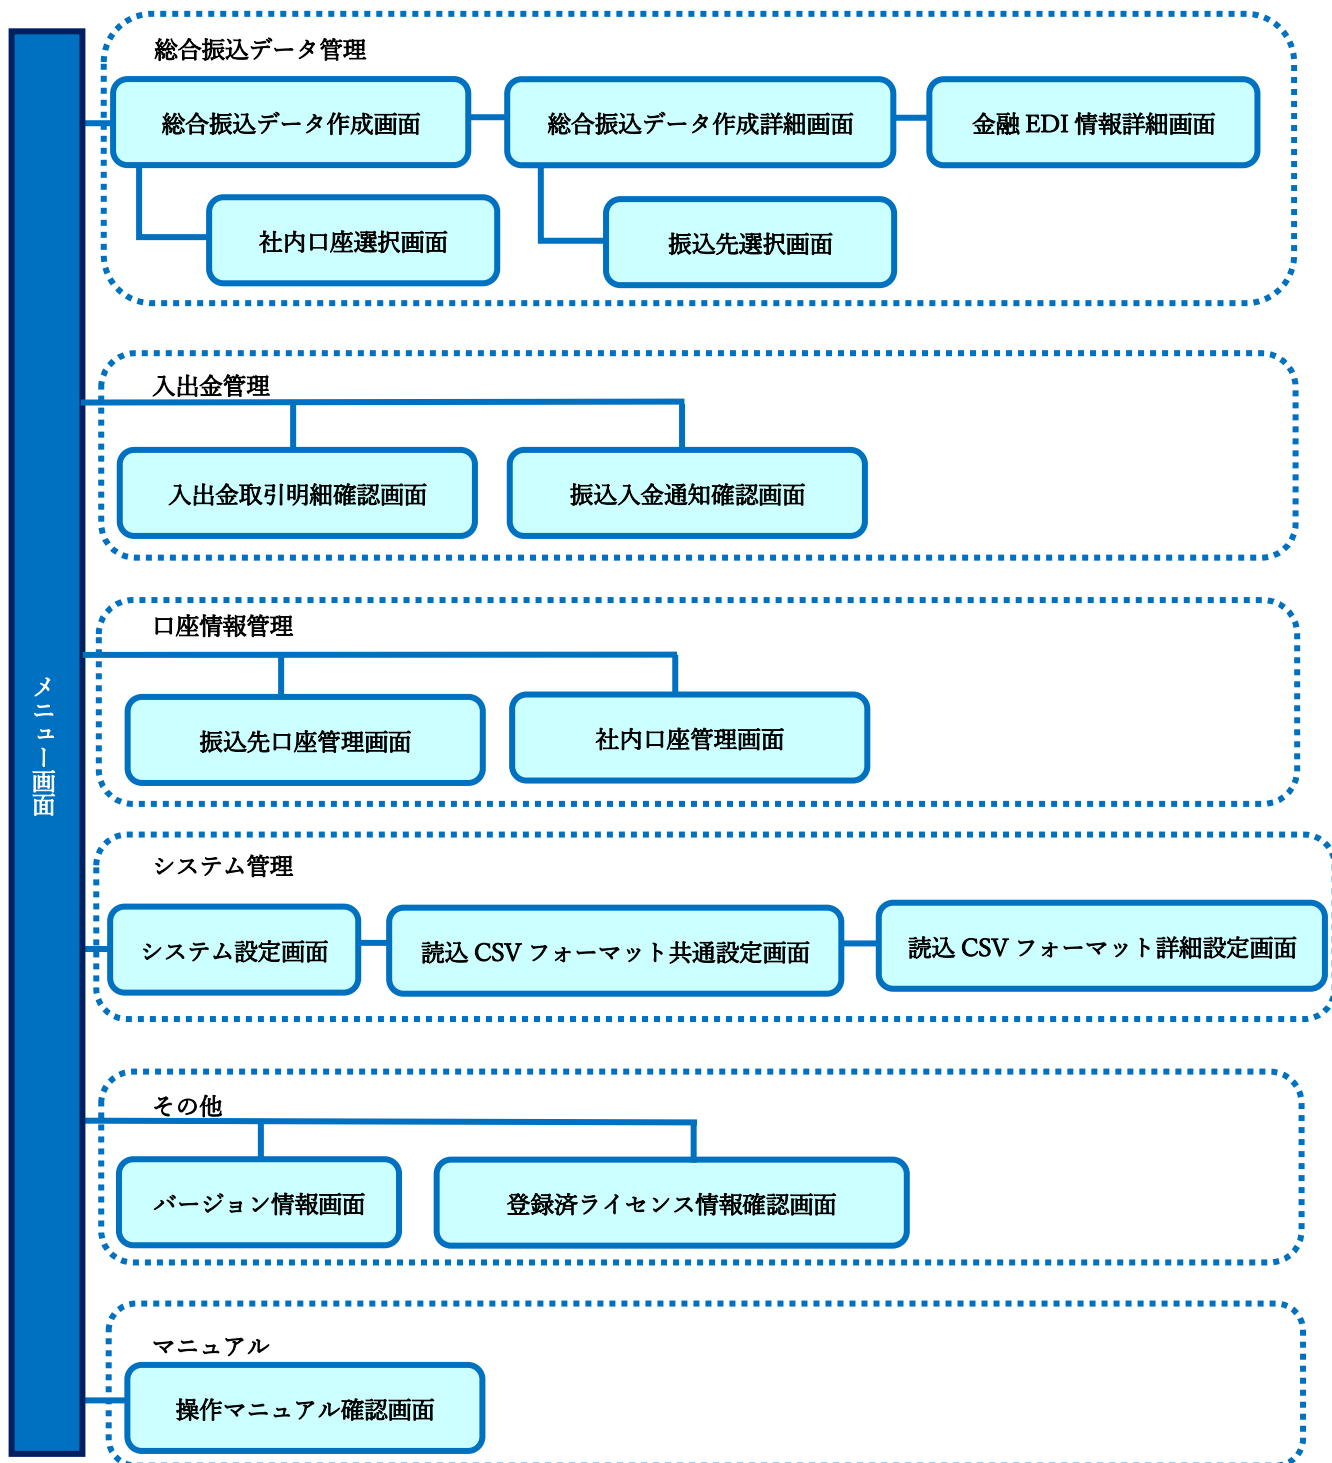 メニュー画面
総合振込データ管理
総合振込データ作成画面
総合振込データ作成詳細画面
金融 EDI 情報詳細画面
社内口座選択画面
振込先選択画面
入出金管理
入出金取引明細確認画面
振込入金通知確認画面
口座情報管理
振込先口座管理画面
社内口座管理画面
システム管理
システム設定画面
読込 CSV フォーマット共通設定画面
読込 CSV フォーマット詳細設定画面
その他
バージョン情報画面
登録済ライセンス情報確認画面
マニュアル
操作マニュアル確認画面